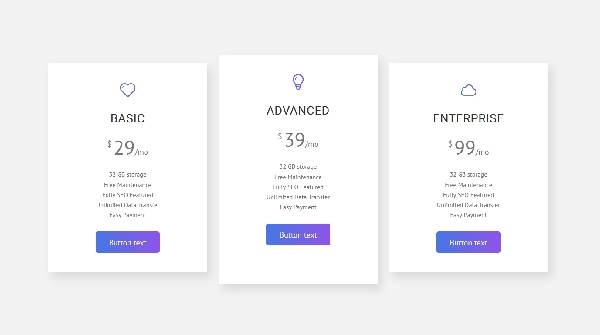 BASIC
$29/mo
32 GB storage
Free Maintenance
Fully SEO Featured
Unlimited Data Transfer
Easy Payment
Button text
ADVANCED
$39/mo
32 GB storage
Free Maintenance
Fully SEO Featured
Unlimited Data Transfer
Easy Payment
Button text
ENTERPRISE
$99/mo
32 GB storage
Free Maintenance
Fully SEO Featured
Unlimited Data Transfer
Easy Payment
Button text